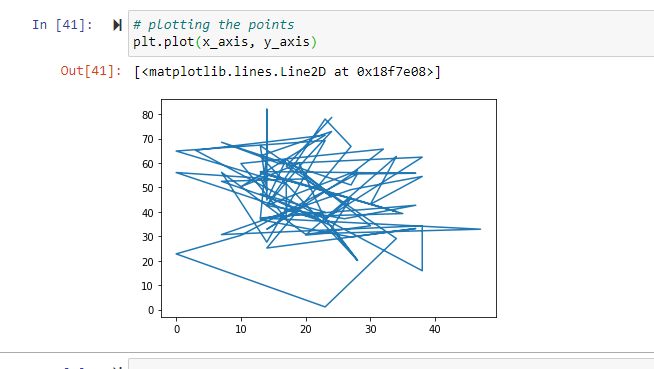 In [41]:
# plotting the points
plt.plot(x_axis, y_axis)
Out[41]: [<matplotlib.lines.Line2D at 0x18f7e08>]
80
70
60
50
40
30
20
10
0
0 10 20 30 40